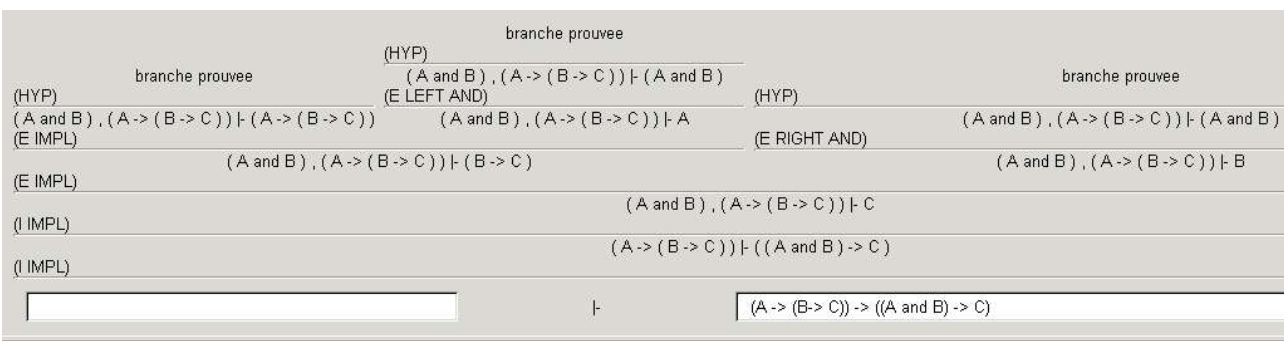 branche prouvee
(HYP)
branche prouvee ( A and B ) , ( A -> ( B -> C ) ) |- ( A and B ) branche prouvee
(HYP) (E LEFT AND) (HYP)
( A and B ) , ( A -> ( B -> C ) ) |- ( A -> ( B -> C ) ) ( A and B ) , ( A -> ( B -> C ) ) |- A ( A and B ) , ( A -> ( B -> C ) ) |- ( A and B )
(E IMPL) (E RIGHT AND)
( A and B ) , ( A -> ( B -> C ) ) |- ( B -> C ) ( A and B ) , ( A -> ( B -> C ) ) |- B
(E IMPL)
( A and B ) , ( A -> ( B -> C ) ) |- C
(I IMPL)
( A -> ( B -> C ) ) |- ( ( A and B ) -> C )
(I IMPL)
|- (A -> (B-> C)) -> ((A and B) -> C)